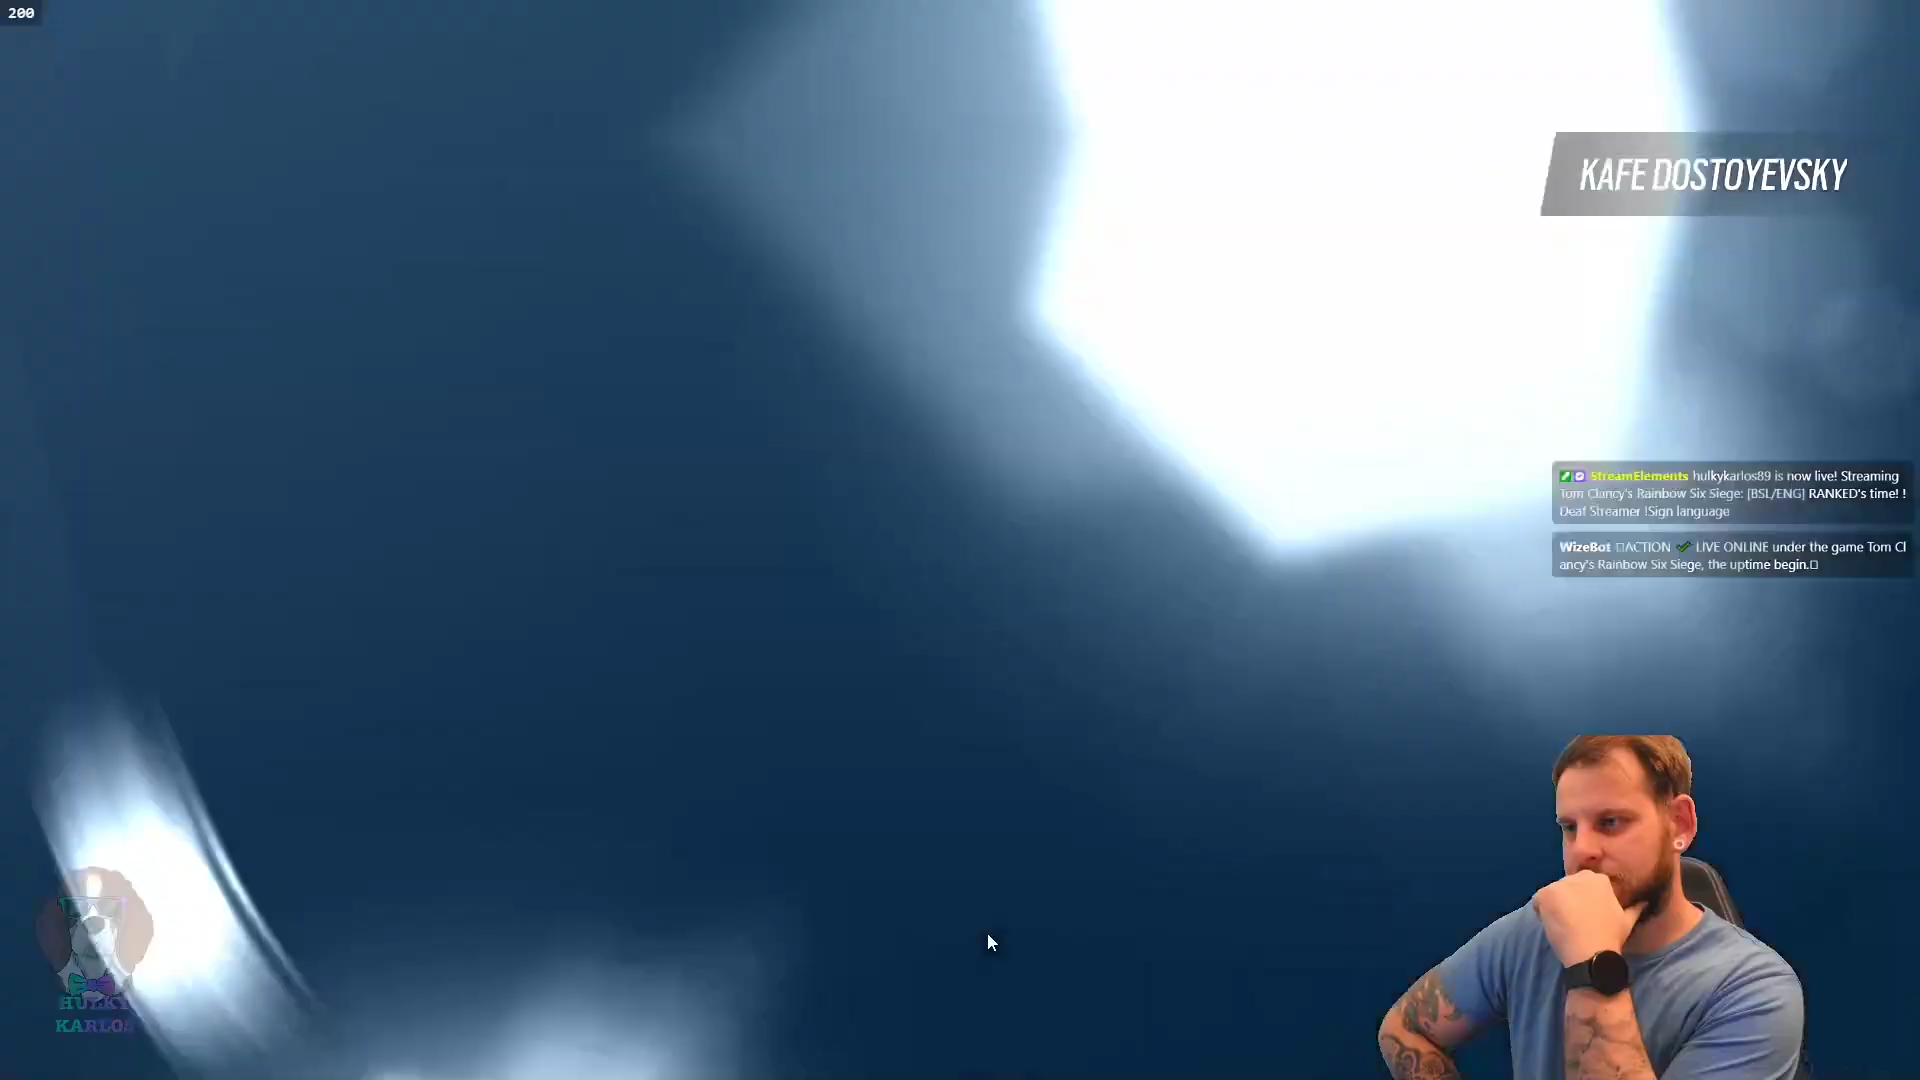 200
KAFE DOSTOYEVSKY
StreamElements hulkykarlos89 is now live! Streaming
Tom Clancy's Rainbow Six Siege: [BSL/ENG] RANKED's time! !
Deaf Streamer !Sign language
WizeBot ACTION LIVE ONLINE under the game Tom Cl
ancy's Rainbow Six Siege, the uptime begin.
HULKY
KARLOS